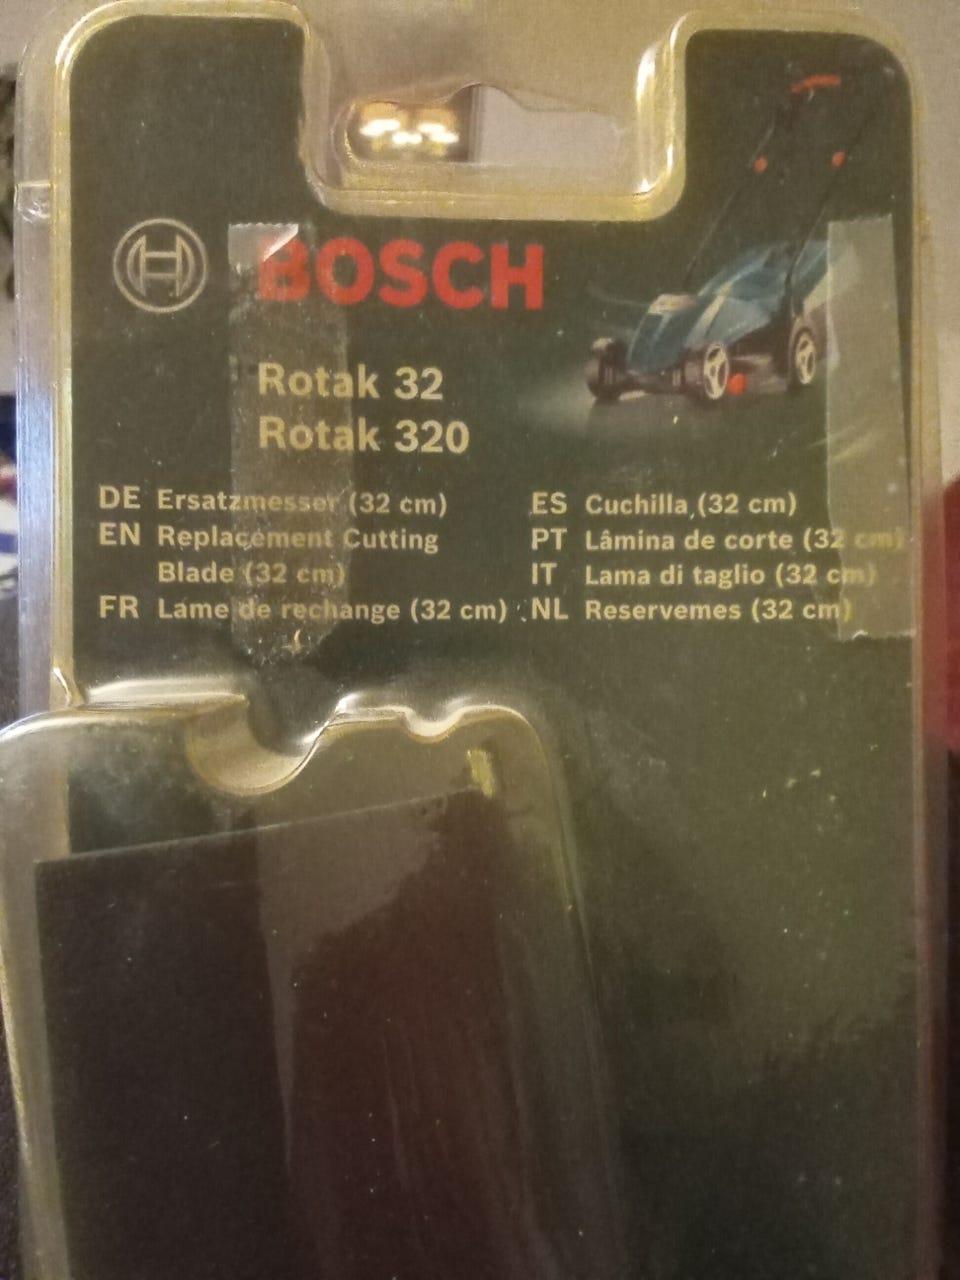 BOSCH
Rotak 32
Rotak 320
DE Ersatzmesser (32 cm)
EN Replacement Cutting
Blade (32 cm)
FR Lame de rechange (32 cm)
ES Cuchilla (32 cm)
PT Lâmina de corte (32 cm)
IT Lama di taglio (32 cm)
NL Reservemes (32 cm)